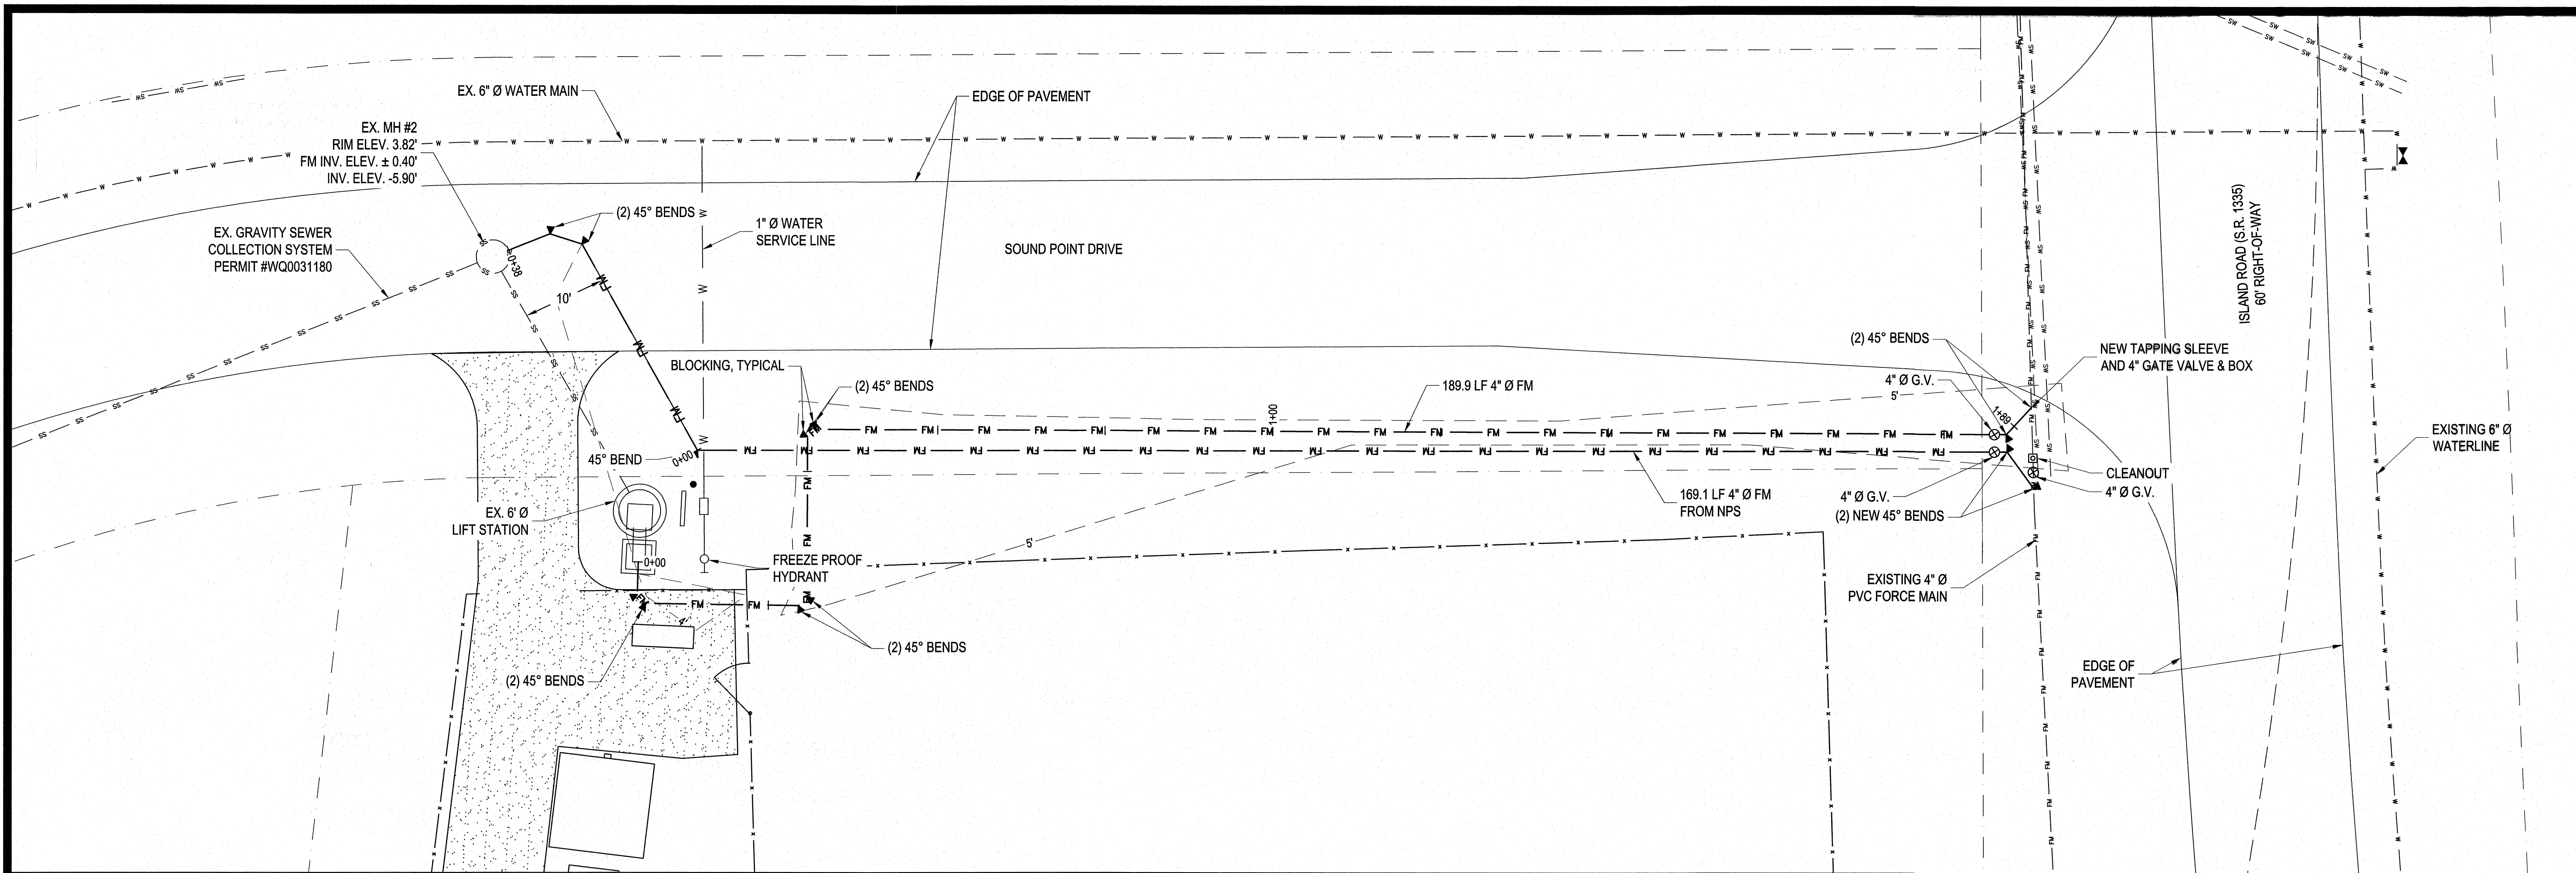 EX. 6" Ø WATER MAIN
EDGE OF PAVEMENT
EX. MH #2
RIM ELEV. 3.82'
FM INV. ELEV. ± 0.40'
INV. ELEV. -5.90'
(2) 45° BENDS
1" Ø WATER
SERVICE LINE
SOUND POINT DRIVE
EX. GRAVITY SEWER
COLLECTION SYSTEM
PERMIT #WQ0031180
0+38
10'
ISLAND ROAD (S.R. 1335)
60' RIGHT-OF-WAY
BLOCKING, TYPICAL
(2) 45° BENDS
189.9 LF 4" Ø FM
1+00
(2) 45° BENDS
4" Ø G.V.
5'
1+89
NEW TAPPING SLEEVE
AND 4" GATE VALVE & BOX
EXISTING 6" Ø
WATERLINE
45° BEND
0+00
CLEANOUT
4" Ø G.V.
4" Ø G.V.
(2) NEW 45° BENDS
169.1 LF 4" Ø FM
FROM NPS
EX. 6' Ø
LIFT STATION
5'
0+00
FREEZE PROOF
HYDRANT
EXISTING 4" Ø
PVC FORCE MAIN
4'
(2) 45° BENDS
(2) 45° BENDS
EDGE OF
PAVEMENT
W
SW
SS
FM
x